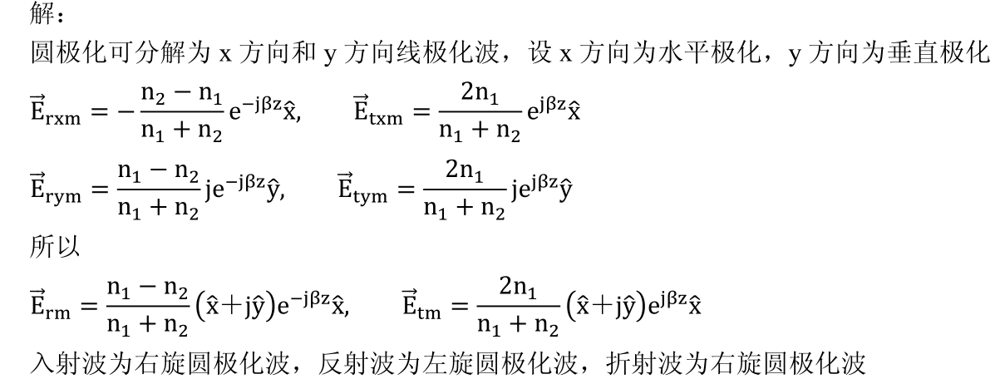 解：
圆极化可分解为 x 方向和 y 方向线极化波，设 x 方向为水平极化，y 方向为垂直极化
$\vec{E}_{rxm} = -\frac{n_2 - n_1}{n_1 + n_2} e^{-j\beta z}\hat{x}, \quad \vec{E}_{txm} = \frac{2n_1}{n_1 + n_2} e^{j\beta z}\hat{x}$
$\vec{E}_{rym} = \frac{n_1 - n_2}{n_1 + n_2} je^{-j\beta z}\hat{y}, \quad \vec{E}_{tym} = \frac{2n_1}{n_1 + n_2} je^{j\beta z}\hat{y}$
所以
$\vec{E}_{rm} = \frac{n_1 - n_2}{n_1 + n_2} (\hat{x}+j\hat{y})e^{-j\beta z}\hat{x}, \quad \vec{E}_{tm} = \frac{2n_1}{n_1 + n_2} (\hat{x}+j\hat{y})e^{j\beta z}\hat{x}$
入射波为右旋圆极化波，反射波为左旋圆极化波，折射波为右旋圆极化波